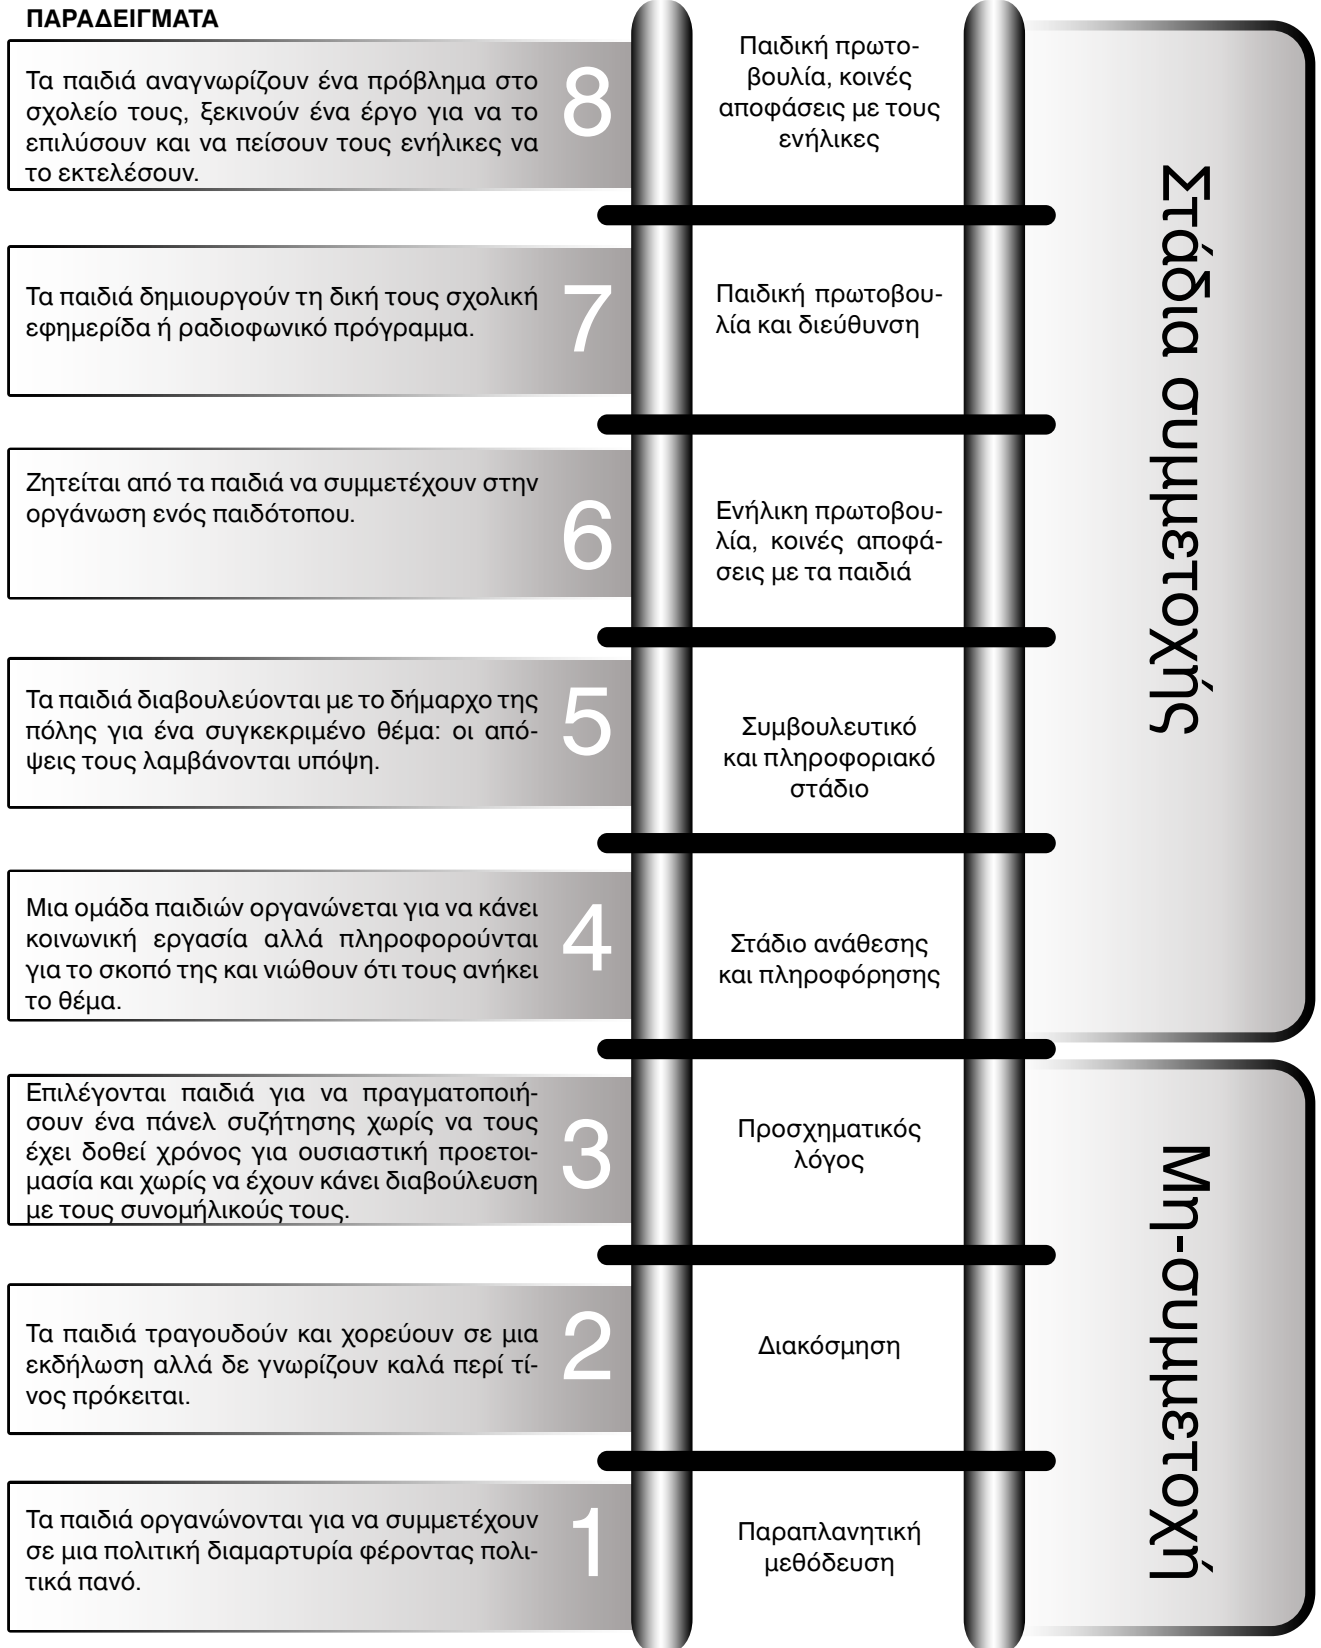 ΠΑΡΑΔΕΙΓΜΑΤΑ
Τα παιδιά αναγνωρίζουν ένα πρόβλημα στο
σχολείο τους, ξεκινούν ένα έργο για να το
επιλύσουν και να πείσουν τους ενήλικες να
το εκτελέσουν.
8
Παιδική πρωτο-
βουλία, κοινές
αποφάσεις με τους
ενήλικες
Τα παιδιά δημιουργούν τη δική τους σχολική
εφημερίδα ή ραδιοφωνικό πρόγραμμα.
7
Παιδική πρωτοβου-
λία και διεύθυνση
Ζητείται από τα παιδιά να συμμετέχουν στην
οργάνωση ενός παιδότοπου.
6
Ενήλικη πρωτοβου-
λία, κοινές αποφά-
σεις με τα παιδιά
Τα παιδιά διαβουλεύονται με το δήμαρχο της
πόλης για ένα συγκεκριμένο θέμα: οι από-
ψεις τους λαμβάνονται υπόψη.
5
Συμβουλευτικό
και πληροφοριακό
στάδιο
Μια ομάδα παιδιών οργανώνεται για να κάνει
κοινωνική εργασία αλλά πληροφορούνται
για το σκοπό της και νιώθουν ότι τους ανήκει
το θέμα.
4
Στάδιο ανάθεσης
και πληροφόρησης
Στάδια συμμετοχής
Επιλέγονται παιδιά για να πραγματοποιή-
σουν ένα πάνελ συζήτησης χωρίς να τους
έχει δοθεί χρόνος για ουσιαστική προετοι-
μασία και χωρίς να έχουν κάνει διαβούλευση
με τους συνομήλικούς τους.
3
Προσχηματικός
λόγος
Τα παιδιά τραγουδούν και χορεύουν σε μια
εκδήλωση αλλά δε γνωρίζουν καλά περί τί-
νος πρόκειται.
2
Διακόσμηση
Τα παιδιά οργανώνονται για να συμμετέχουν
σε μια πολιτική διαμαρτυρία φέροντας πολι-
τικά πανό.
1
Παραπλανητική
μεθόδευση
Μη-συμμετοχή